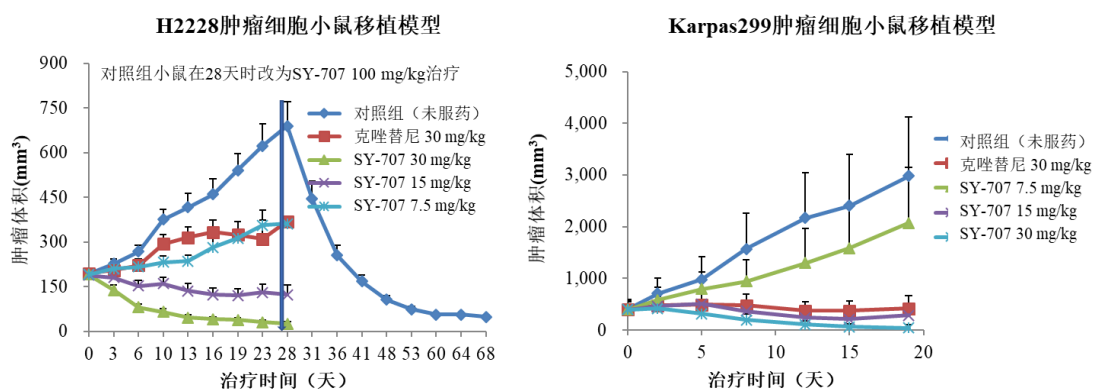 H2228肿瘤细胞小鼠移植模型
900
750
600
450
300
150
0
肿瘤体积(mm³)
对照组小鼠在28天时改为SY-707 100 mg/kg治疗
对照组（未服药）
克唑替尼 30 mg/kg
SY-707 30 mg/kg
SY-707 15 mg/kg
SY-707 7.5 mg/kg
0 3 6 10 13 16 19 23 28 31 36 41 48 53 60 64 68
治疗时间（天）
Karpas299肿瘤细胞小鼠移植模型
5,000
4,000
3,000
2,000
1,000
0
肿瘤体积(mm³)
对照组（未服药）
克唑替尼 30 mg/kg
SY-707 7.5 mg/kg
SY-707 15 mg/kg
SY-707 30 mg/kg
0 5 10 15 20
治疗时间（天）